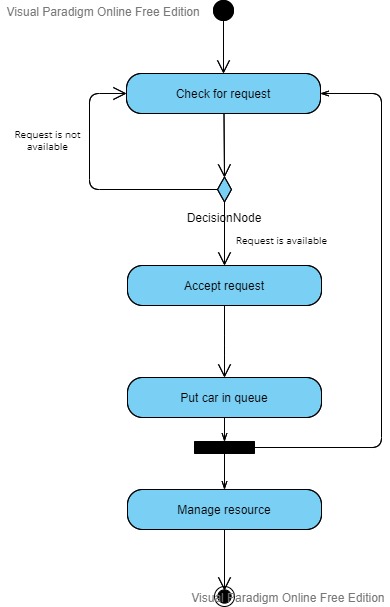 Visual Paradigm Online Free Edition
Check for request
Request is not
available
DecisionNode
Request is available
Accept request
Put car in queue
Manage resource
Visual Paradigm Online Free Edition